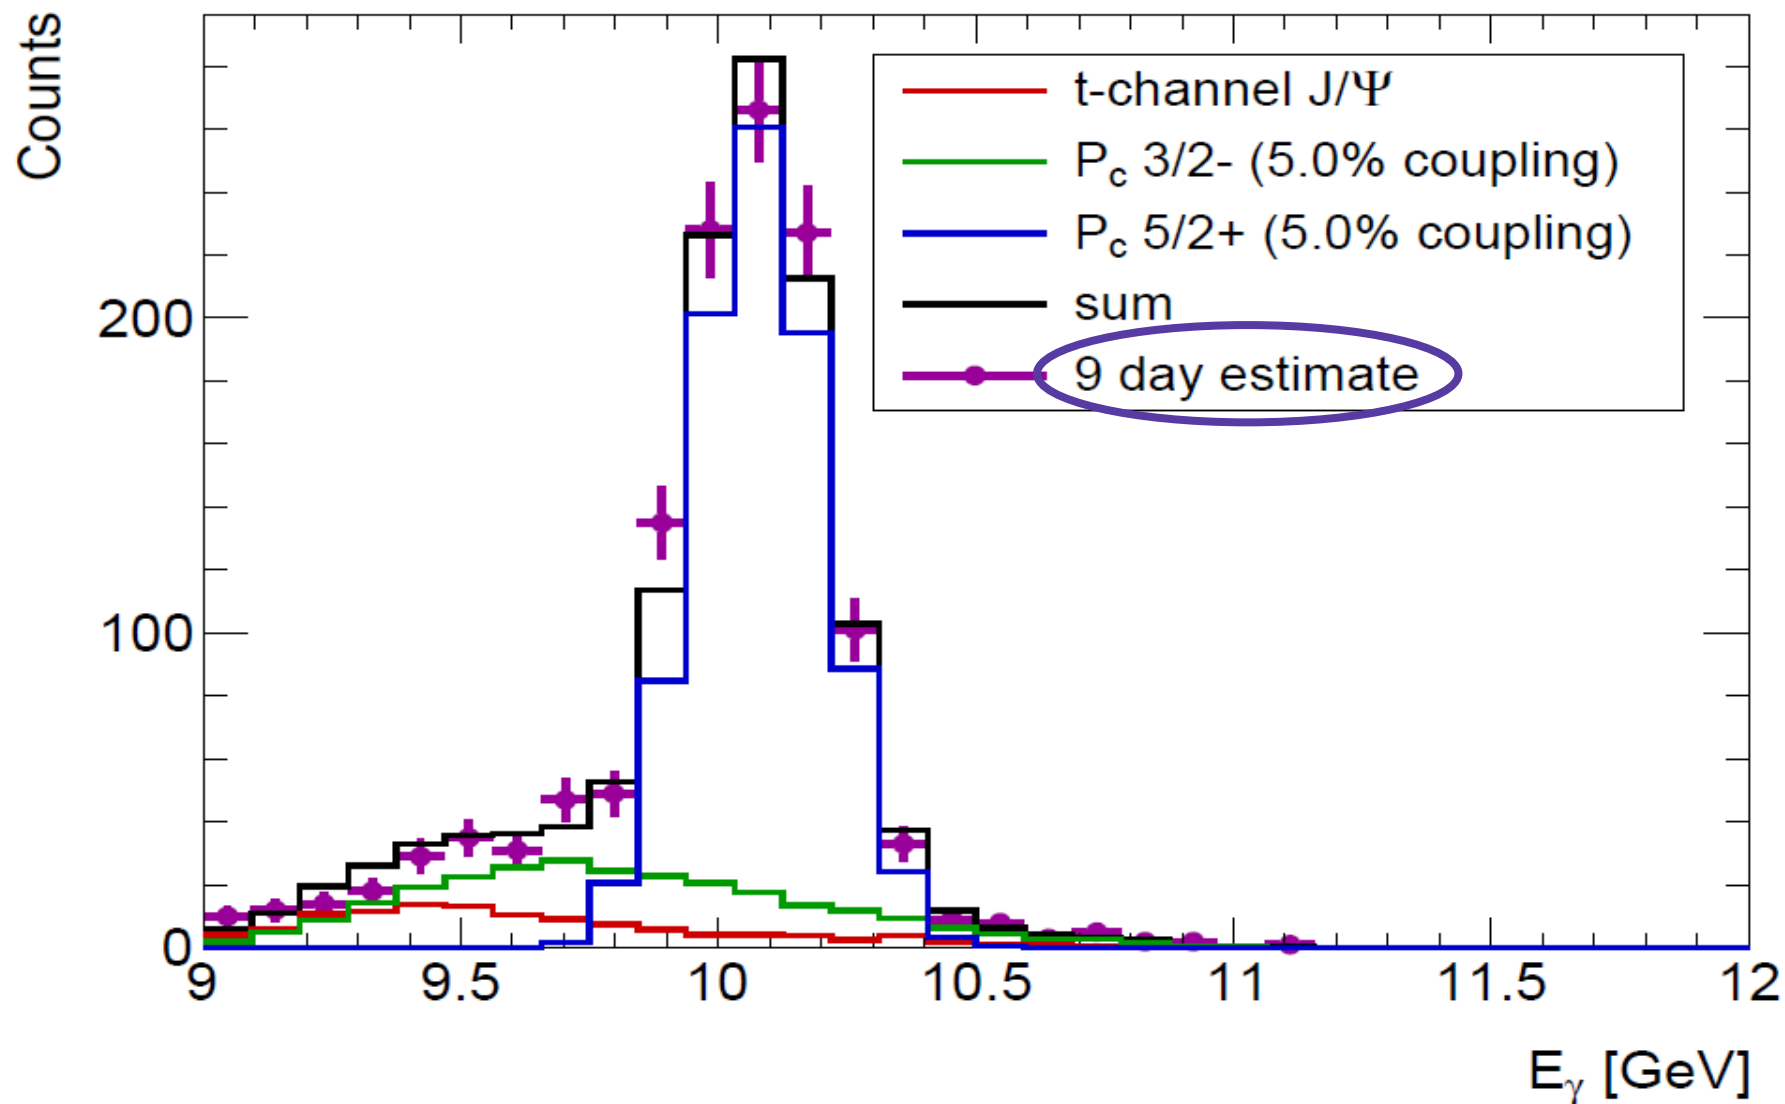 Counts
t-channel J/Ψ
Pc 3/2- (5.0% coupling)
Pc 5/2+ (5.0% coupling)
sum
9 day estimate
200
100
0
9 9.5 10 10.5 11 11.5 12
Eγ [GeV]